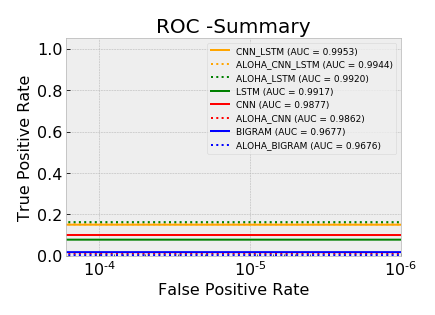 ROC -Summary
CNN_LSTM (AUC = 0.9953)
ALOHA_CNN_LSTM (AUC = 0.9944)
ALOHA_LSTM (AUC = 0.9920)
LSTM (AUC = 0.9917)
CNN (AUC = 0.9877)
ALOHA_CNN (AUC = 0.9862)
BIGRAM (AUC = 0.9677)
ALOHA_BIGRAM (AUC = 0.9676)
True Positive Rate
1.0
0.8
0.6
0.4
0.2
0.0
10^-4 10^-5 10^-6
False Positive Rate